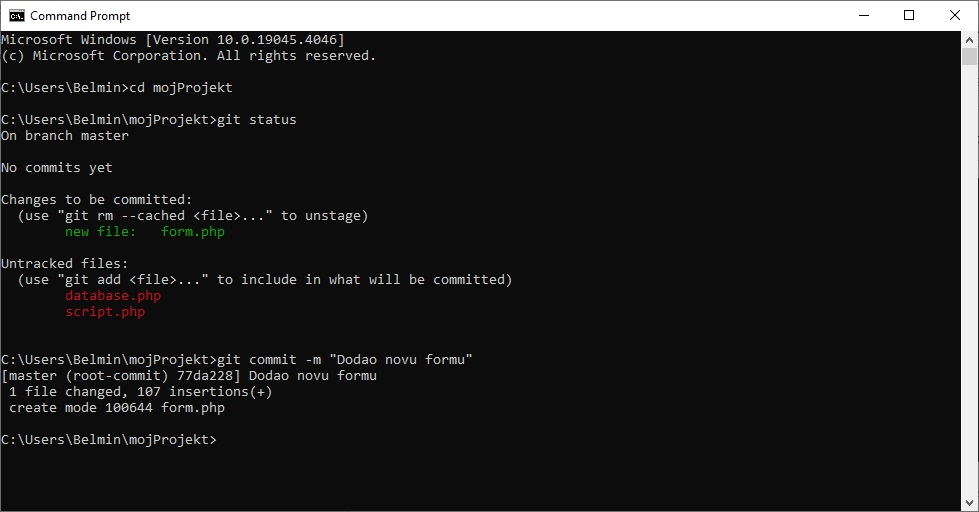 Command Prompt
Microsoft Windows [Version 10.0.19045.4046]
(c) Microsoft Corporation. All rights reserved.
C:\Users\Belmin>cd mojProjekt
C:\Users\Belmin\mojProjekt>git status
On branch master
No commits yet
Changes to be committed:
  (use "git rm --cached <file>..." to unstage)
        new file:   form.php
Untracked files:
  (use "git add <file>..." to include in what will be committed)
        database.php
        script.php
C:\Users\Belmin\mojProjekt>git commit -m "Dodao novu formu"
[master (root-commit) 77da228] Dodao novu formu
 1 file changed, 107 insertions(+)
 create mode 100644 form.php
C:\Users\Belmin\mojProjekt>